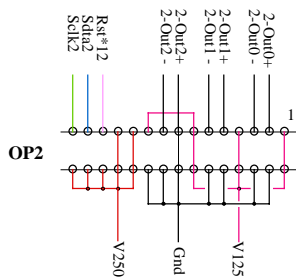 Sclk2
Sdta2
Rst*12
2-Out2 -
2-Out2+
2-Out1 -
2-Out1+
2-Out0 -
2-Out0+
1
OP2
V250
Gnd
V125